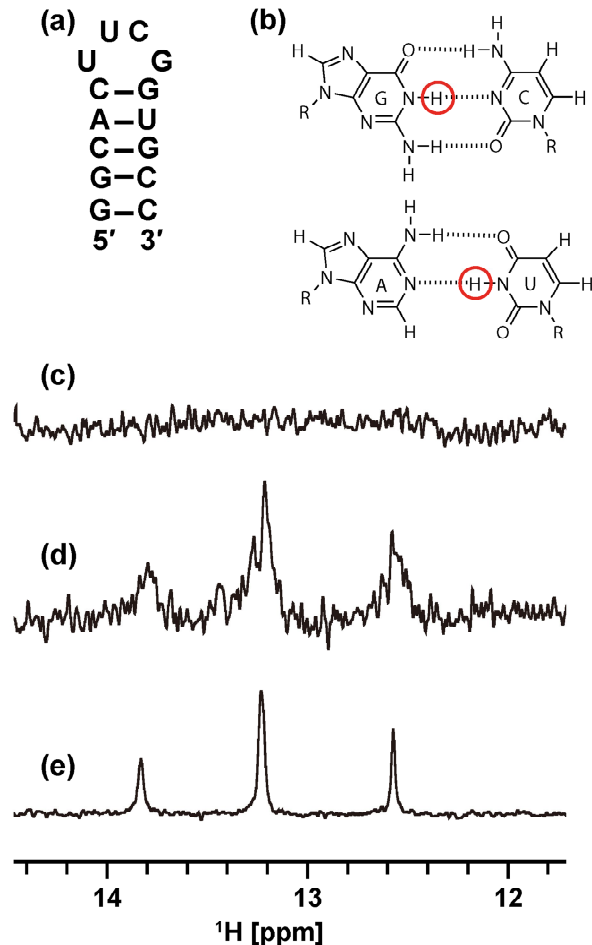 (a)
U C
U G
C – G
A – U
C – G
G – C
G – C
5′ 3′
(b)
H N O H H N H
R N G N H N C H
N N H O N R
H
H
H N N H O H
R N A N H N U H
N H O N R
(c)
(d)
(e)
14 13 12
¹H [ppm]